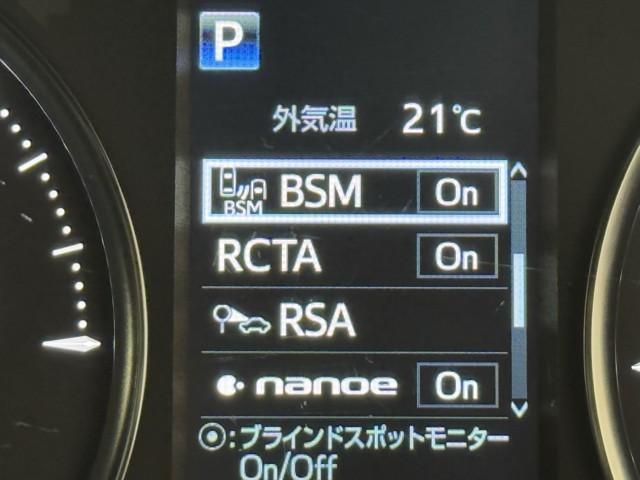 P
外気温 21℃
BSM BSM On
RCTA On
RSA
nanoe On
⦿:ブラインドスポットモニター
On/Off